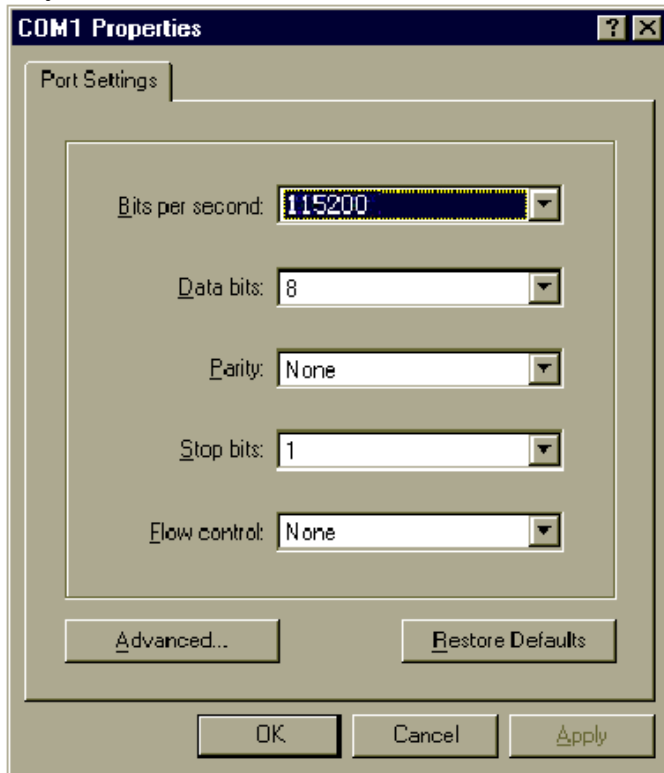 COM1 Properties
Port Settings
Bits per second: 115200
Data bits: 8
Parity: None
Stop bits: 1
Flow control: None
Advanced... Restore Defaults
OK Cancel Apply